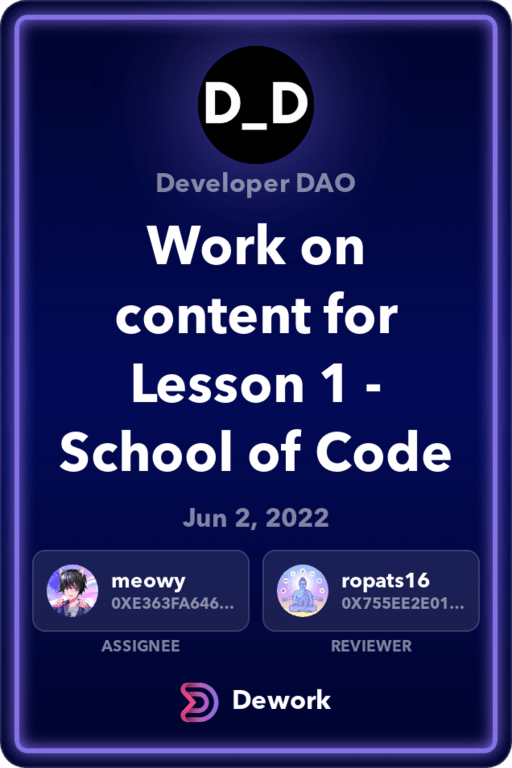 D_D
Developer DAO
Work on
content for
Lesson 1 -
School of Code
Jun 2, 2022
meowy
0XE363FA646...
ropats16
0X755EE2E01...
ASSIGNEE
REVIEWER
Dework